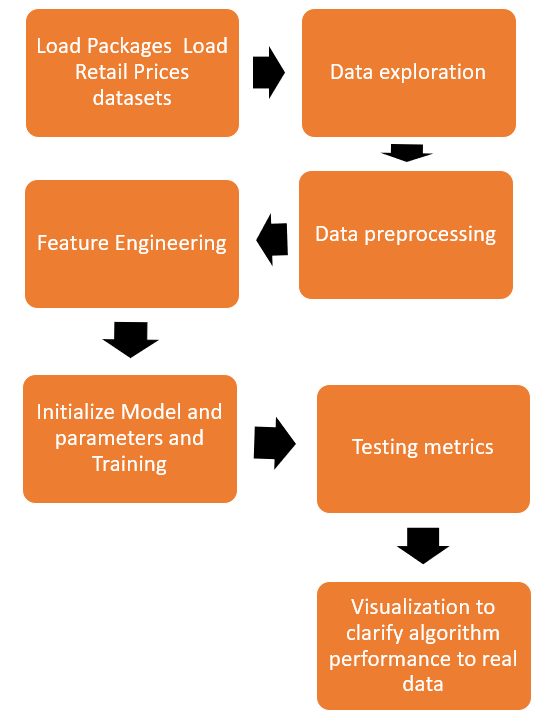 Load Packages  Load
Retail Prices
datasets
Data exploration
Data preprocessing
Feature Engineering
Initialize Model and
parameters and
Training
Testing metrics
Visualization to
clarify algorithm
performance to real
data